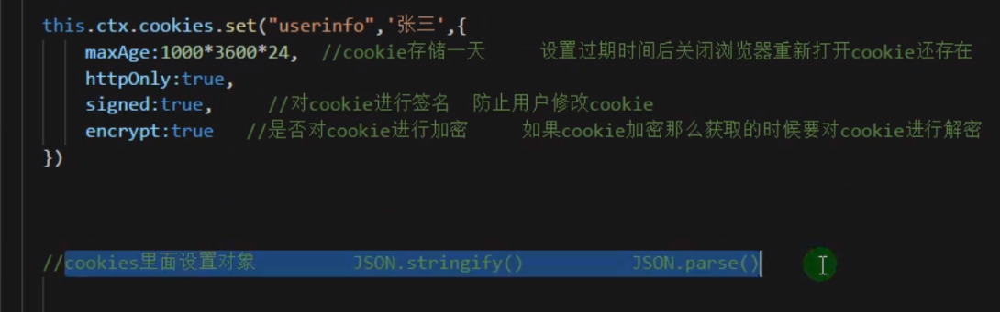 this.ctx.cookies.set("userinfo",'张三',{
maxAge:1000*3600*24, //cookie存储一天 设置过期时间后关闭浏览器重新打开cookie还存在
httpOnly:true,
signed:true, //对cookie进行签名 防止用户修改cookie
encrypt:true //是否对cookie进行加密 如果cookie加密那么获取的时候要对cookie进行解密
})
//cookies里面设置对象 JSON.stringify() JSON.parse()